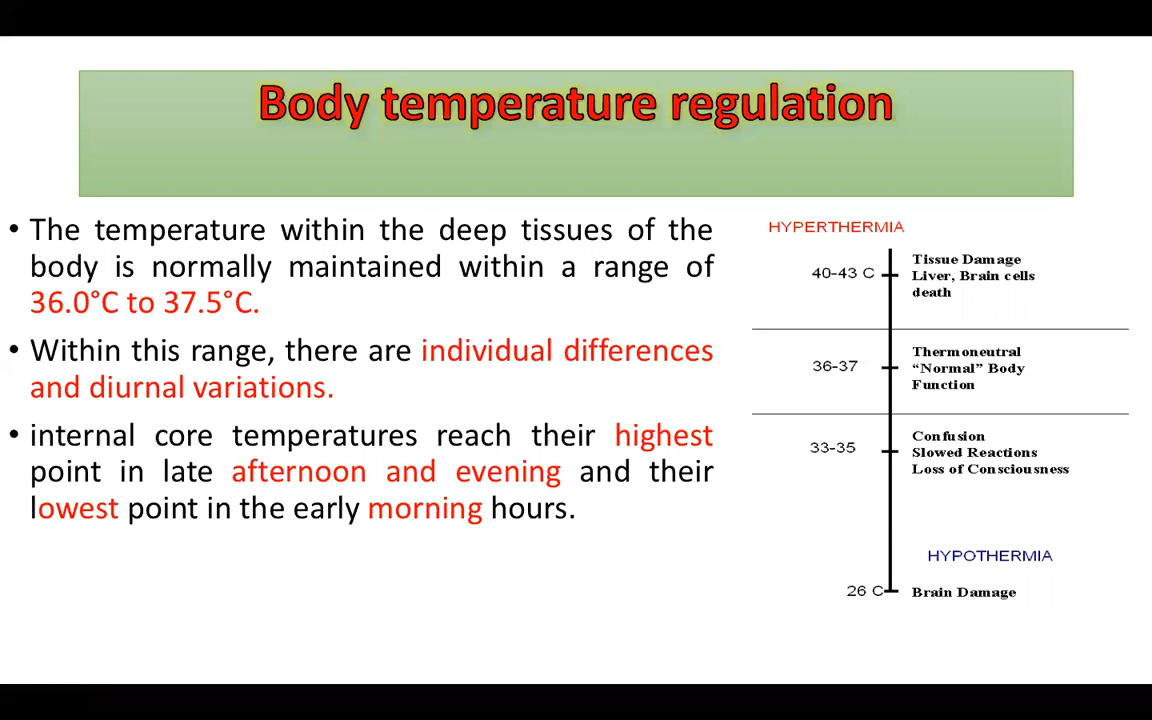 Body temperature regulation
• The temperature within the deep tissues of the
body is normally maintained within a range of
36.0°C to 37.5°C.
• Within this range, there are individual differences
and diurnal variations.
• internal core temperatures reach their highest
point in late afternoon and evening and their
lowest point in the early morning hours.
HYPERTHERMIA
40-43 C
Tissue Damage
Liver, Brain cells
death
36-37
Thermoneutral
“Normal” Body
Function
33-35
Confusion
Slowed Reactions
Loss of Consciousness
HYPOTHERMIA
26 C
Brain Damage